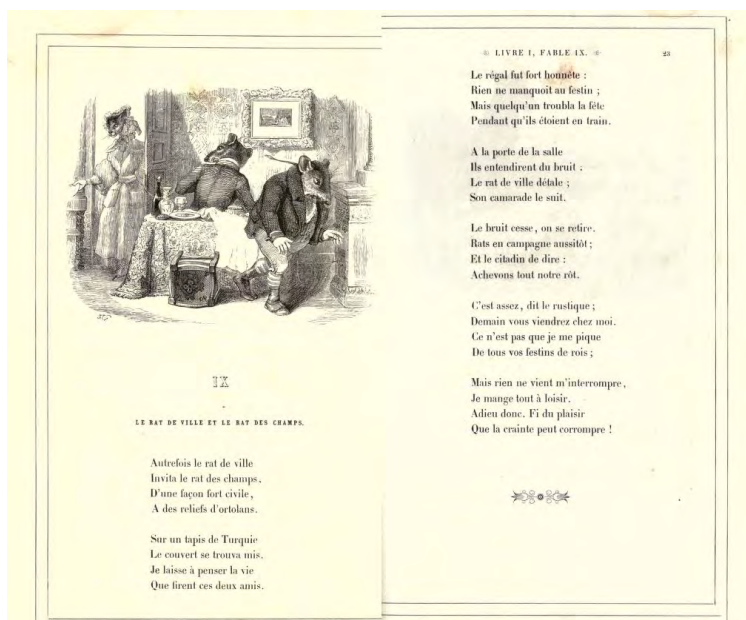 IX
LE RAT DE VILLE ET LE RAT DES CHAMPS.
Autrefois le rat de ville
Invita le rat des champs,
D'une façon fort civile,
A des reliefs d'ortolans.
Sur un tapis de Turquie
Le couvert se trouva mis.
Je laisse à penser la vie
Que firent ces deux amis.
LIVRE I, FABLE IX.
23
Le régal fut fort honnête :
Rien ne manquoit au festin ;
Mais quelqu'un troubla la fête
Pendant qu'ils étoient en train.
A la porte de la salle
Ils entendirent du bruit :
Le rat de ville détale ;
Son camarade le suit.
Le bruit cesse, on se retire.
Rats en campagne aussitôt ;
Et le citadin de dire :
Achevons tout notre rôt.
C'est assez, dit le rustique ;
Demain vous viendrez chez moi.
Ce n'est pas que je me pique
De tous vos festins de rois ;
Mais rien ne vient m'interrompre,
Je mange tout à loisir.
Adieu donc. Fi du plaisir
Que la crainte peut corrompre !